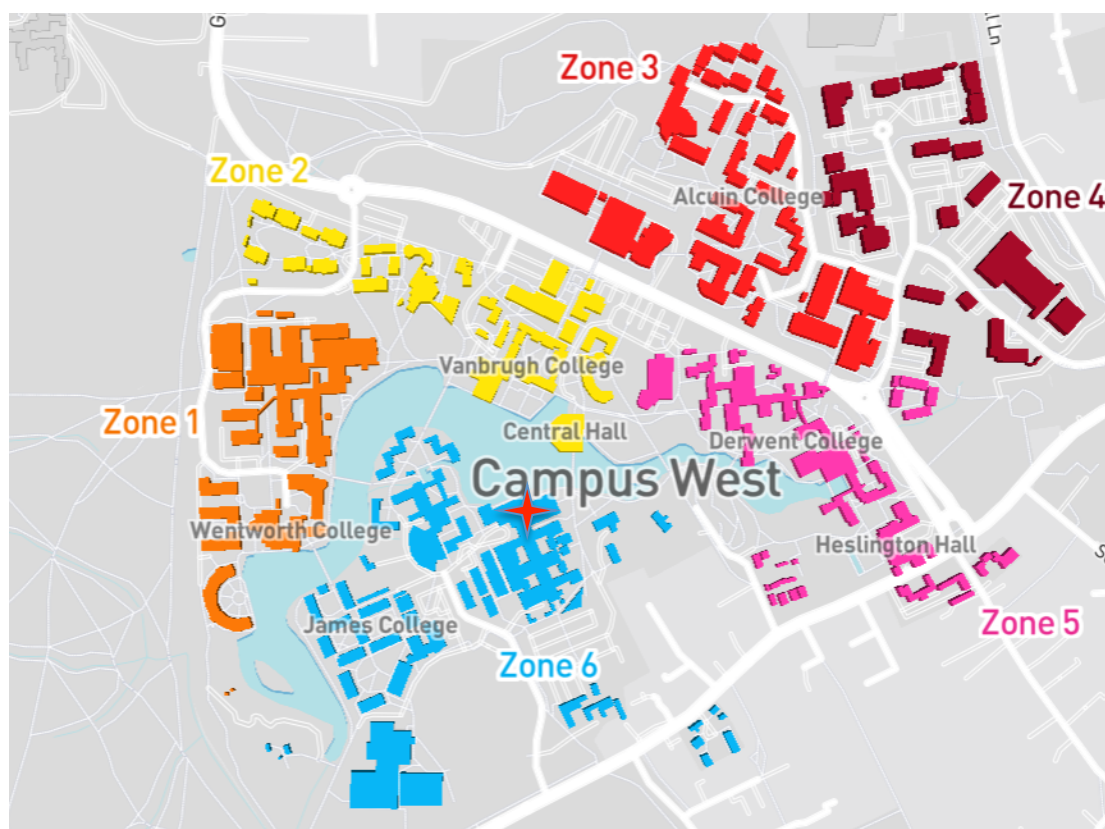 Zone 3
Zone 2
Alcuin College
Zone 4
Vanbrugh College
Zone 1
Central Hall
Derwent College
Campus West
Wentworth College
Heslington Hall
James College
Zone 5
Zone 6